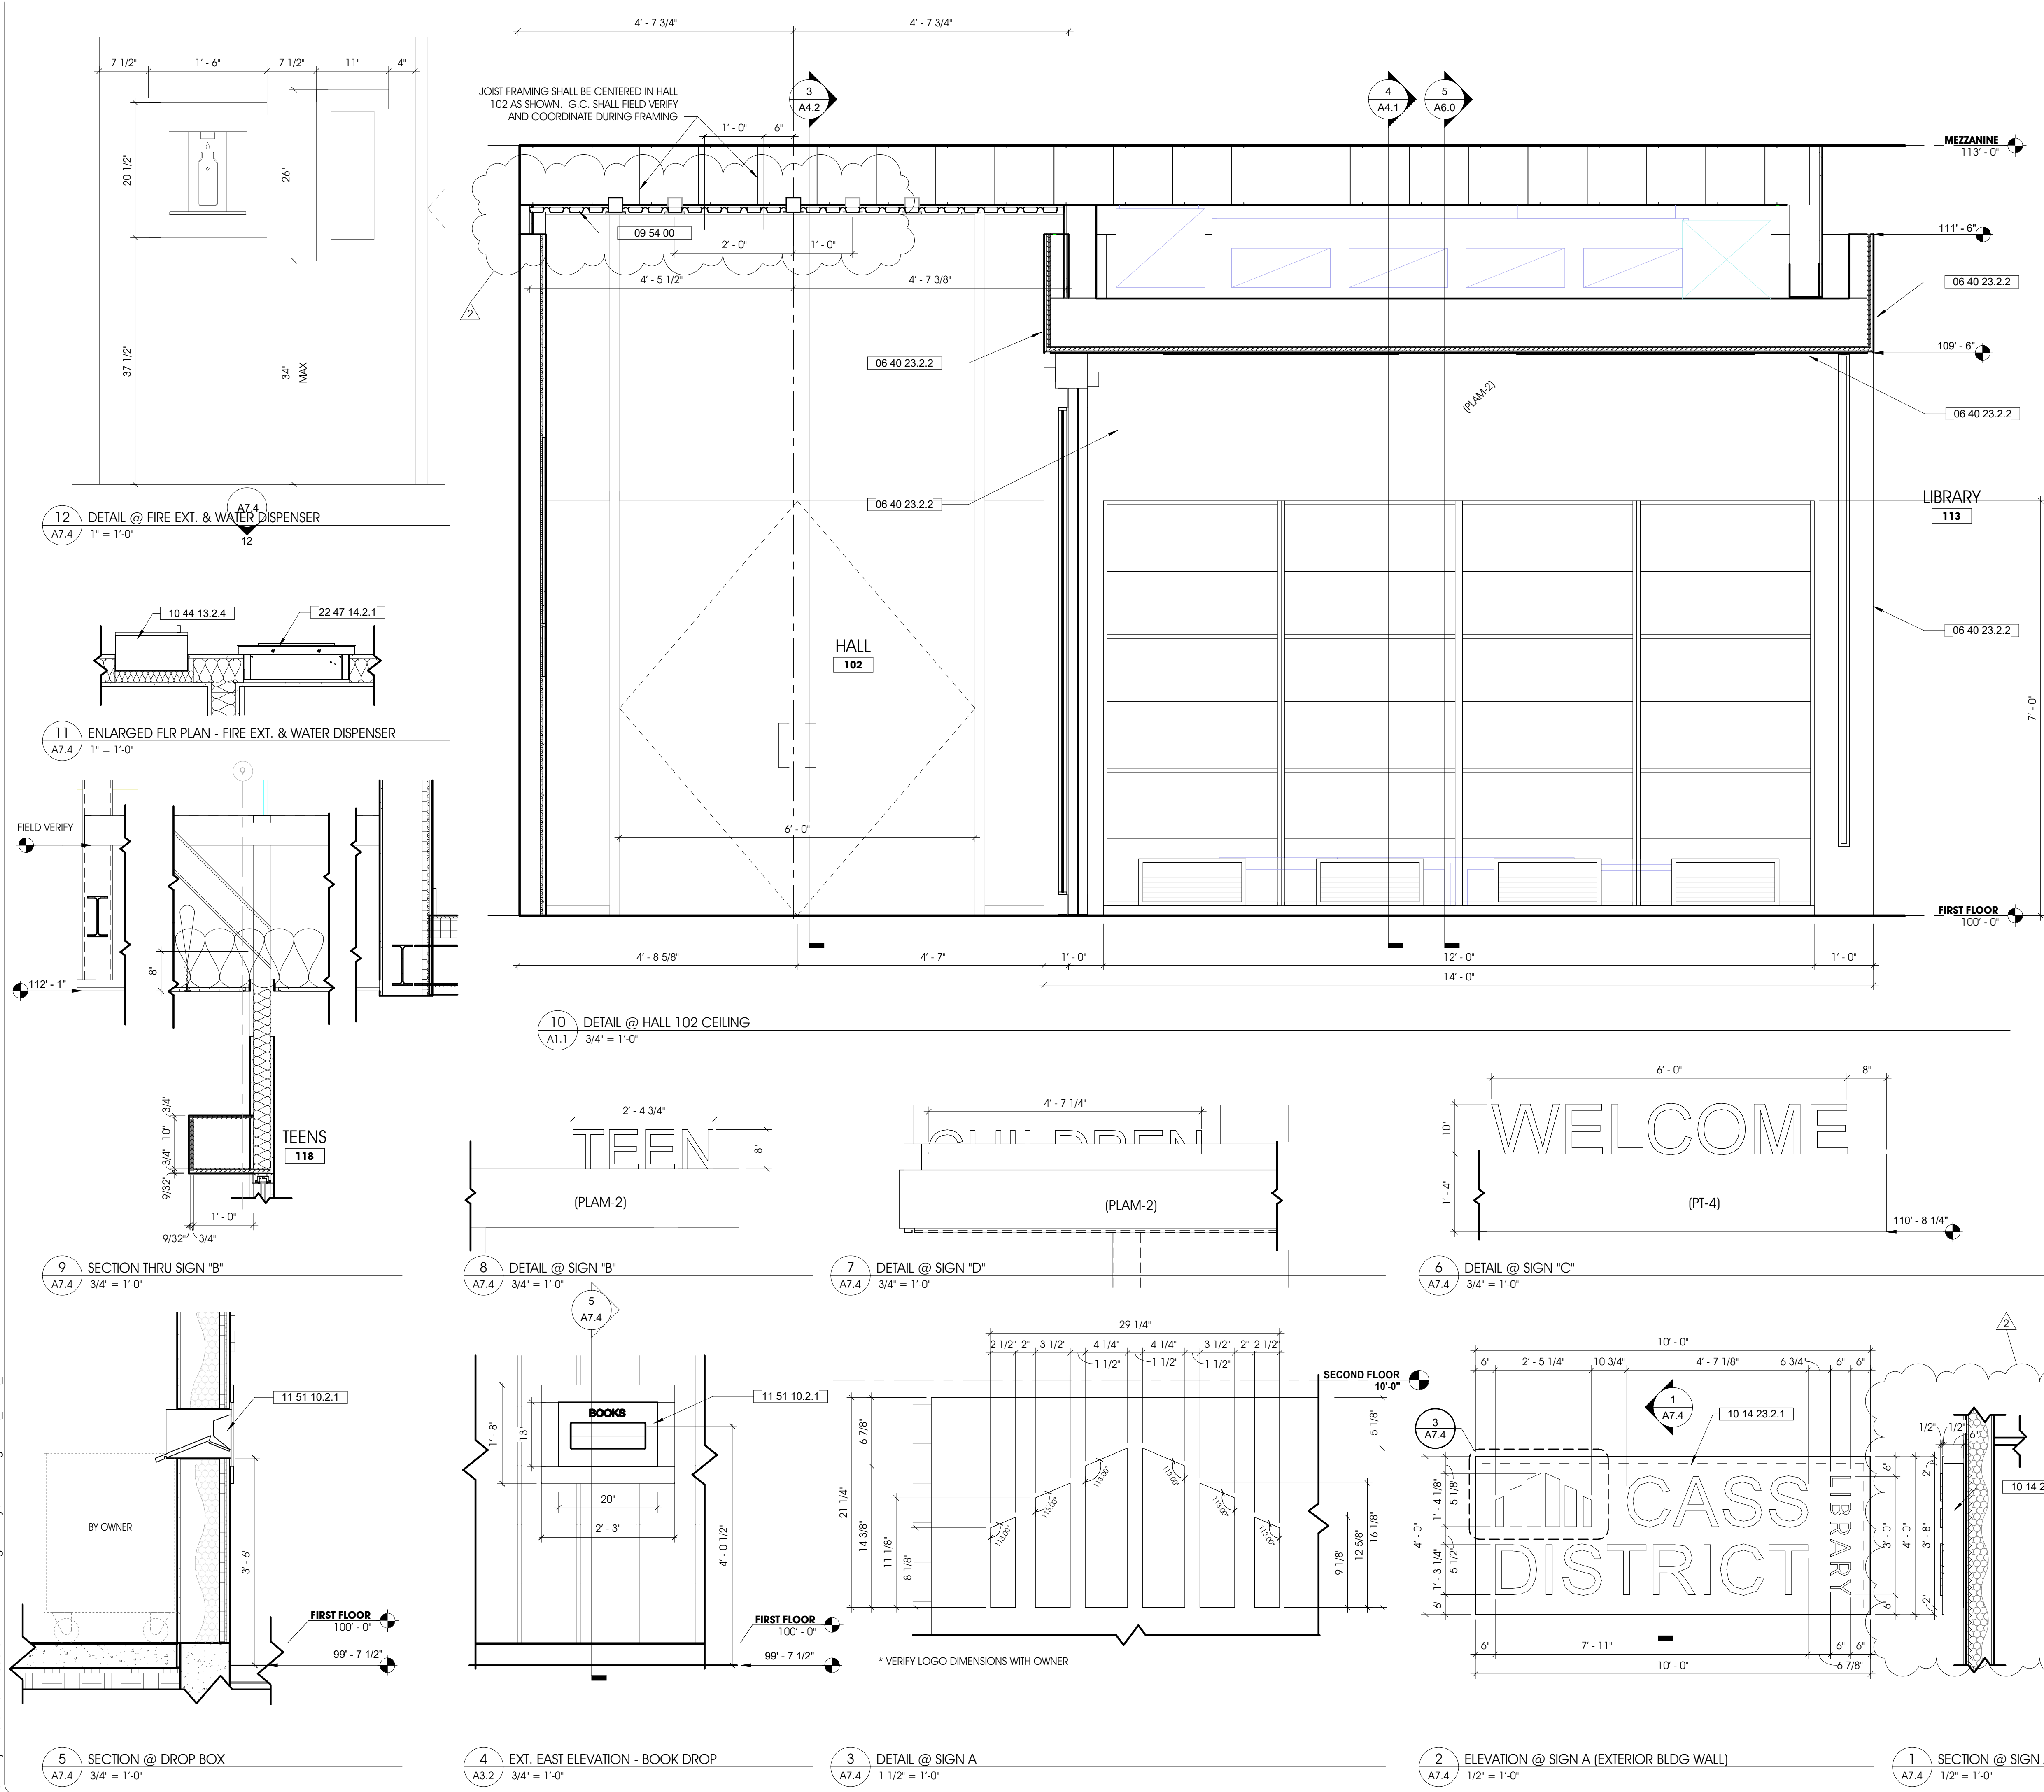 7 1/2"
1' - 6"
7 1/2"
11"
4"
20 1/2"
37 1/2"
26"
34"
MAX
A7.4
12
12
A7.4
DETAIL @ FIRE EXT. & WATER DISPENSER
1" = 1'-0"
10 44 13.2.4
22 47 14.2.1
11
A7.4
ENLARGED FLR PLAN - FIRE EXT. & WATER DISPENSER
1" = 1'-0"
4' - 7 3/4"
4' - 7 3/4"
JOIST FRAMING SHALL BE CENTERED IN HALL
102 AS SHOWN. G.C. SHALL FIELD VERIFY
AND COORDINATE DURING FRAMING
1' - 0"
6"
3
A4.2
4
A4.1
5
A6.0
MEZZANINE
113' - 0"
09 54 00
2' - 0"
1' - 0"
4' - 5 1/2"
4' - 7 3/8"
2
111' - 6"
06 40 23.2.2
109' - 6"
06 40 23.2.2
(PLAM-2)
06 40 23.2.2
06 40 23.2.2
LIBRARY
113
06 40 23.2.2
HALL
102
6' - 0"
7' - 0"
FIRST FLOOR
100' - 0"
4' - 8 5/8"
4' - 7"
1' - 0"
12' - 0"
1' - 0"
14' - 0"
10
A1.1
DETAIL @ HALL 102 CEILING
3/4" = 1'-0"
9
FIELD VERIFY
8"
112' - 1"
3/4"
10"
3/4"
9/32"
TEENS
118
1' - 0"
9/32"
3/4"
9
A7.4
SECTION THRU SIGN "B"
3/4" = 1'-0"
2' - 4 3/4"
TEEN
8"
(PLAM-2)
8
A7.4
DETAIL @ SIGN "B"
3/4" = 1'-0"
4' - 7 1/4"
CHILDREN
(PLAM-2)
7
A7.4
DETAIL @ SIGN "D"
3/4" = 1'-0"
6' - 0"
8"
10"
WELCOME
1' - 4"
(PT-4)
110' - 8 1/4"
6
A7.4
DETAIL @ SIGN "C"
3/4" = 1'-0"
11 51 10.2.1
BY OWNER
3' - 6"
FIRST FLOOR
100' - 0"
99' - 7 1/2"
5
A7.4
SECTION @ DROP BOX
3/4" = 1'-0"
5
A7.4
11 51 10.2.1
BOOKS
1' - 8"
13"
20"
2' - 3"
4' - 0 1/2"
FIRST FLOOR
100' - 0"
99' - 7 1/2"
4
A3.2
EXT. EAST ELEVATION - BOOK DROP
3/4" = 1'-0"
29 1/4"
2 1/2"
2"
3 1/2"
4 1/4"
4 1/4"
3 1/2"
2"
2 1/2"
1 1/2"
1 1/2"
1 1/2"
SECOND FLOOR
10'-0"
21 1/4"
6 7/8"
14 3/8"
11 1/8"
8 1/8"
113.00°
113.00°
113.00°
113.00°
113.00°
113.00°
5 1/8"
9 1/8"
12 5/8"
16 1/8"
* VERIFY LOGO DIMENSIONS WITH OWNER
3
A7.4
DETAIL @ SIGN A
1 1/2" = 1'-0"
10' - 0"
6"
2' - 5 1/4"
10 3/4"
4' - 7 1/8"
6 3/4"
6"
6"
3
A7.4
1
A7.4
10 14 23.2.1
4' - 0"
1' - 4 1/8"
5 1/8"
1' - 3 1/4"
5 1/2"
6"
CASS
DISTRICT
LIBRARY
6"
3' - 0"
6"
4' - 0"
6"
7' - 11"
6"
6"
6 7/8"
10' - 0"
2
A7.4
ELEVATION @ SIGN A (EXTERIOR BLDG WALL)
1/2" = 1'-0"
2
1/2"
1/2"
6"
2"
3' - 8"
2"
10 14 2
1
A7.4
SECTION @ SIGN
1/2" = 1'-0"